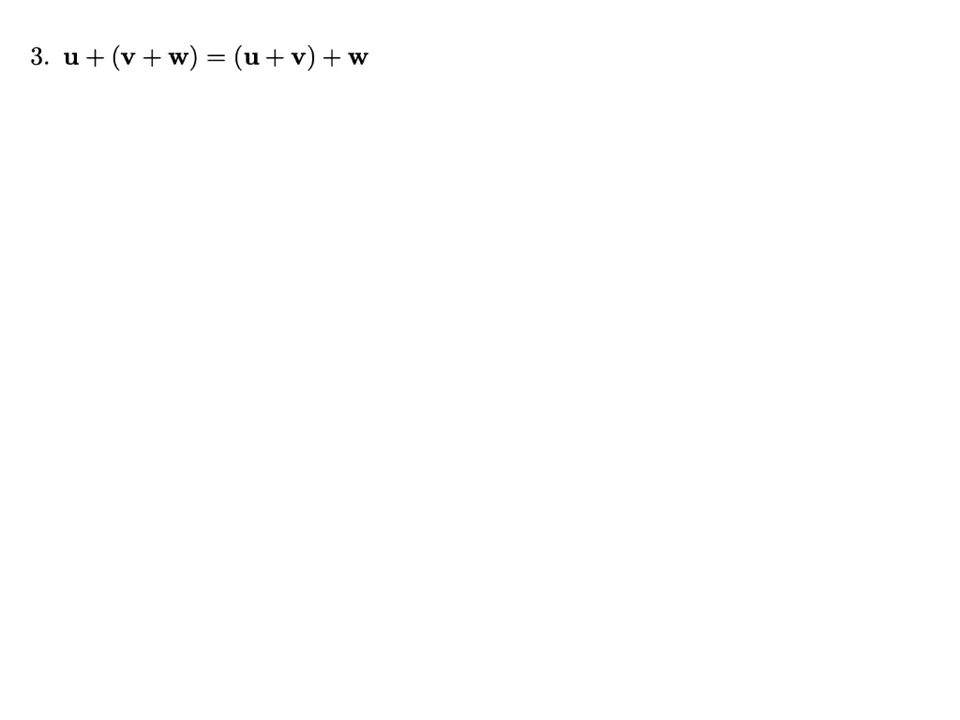 3. u + (v + w) = (u + v) + w